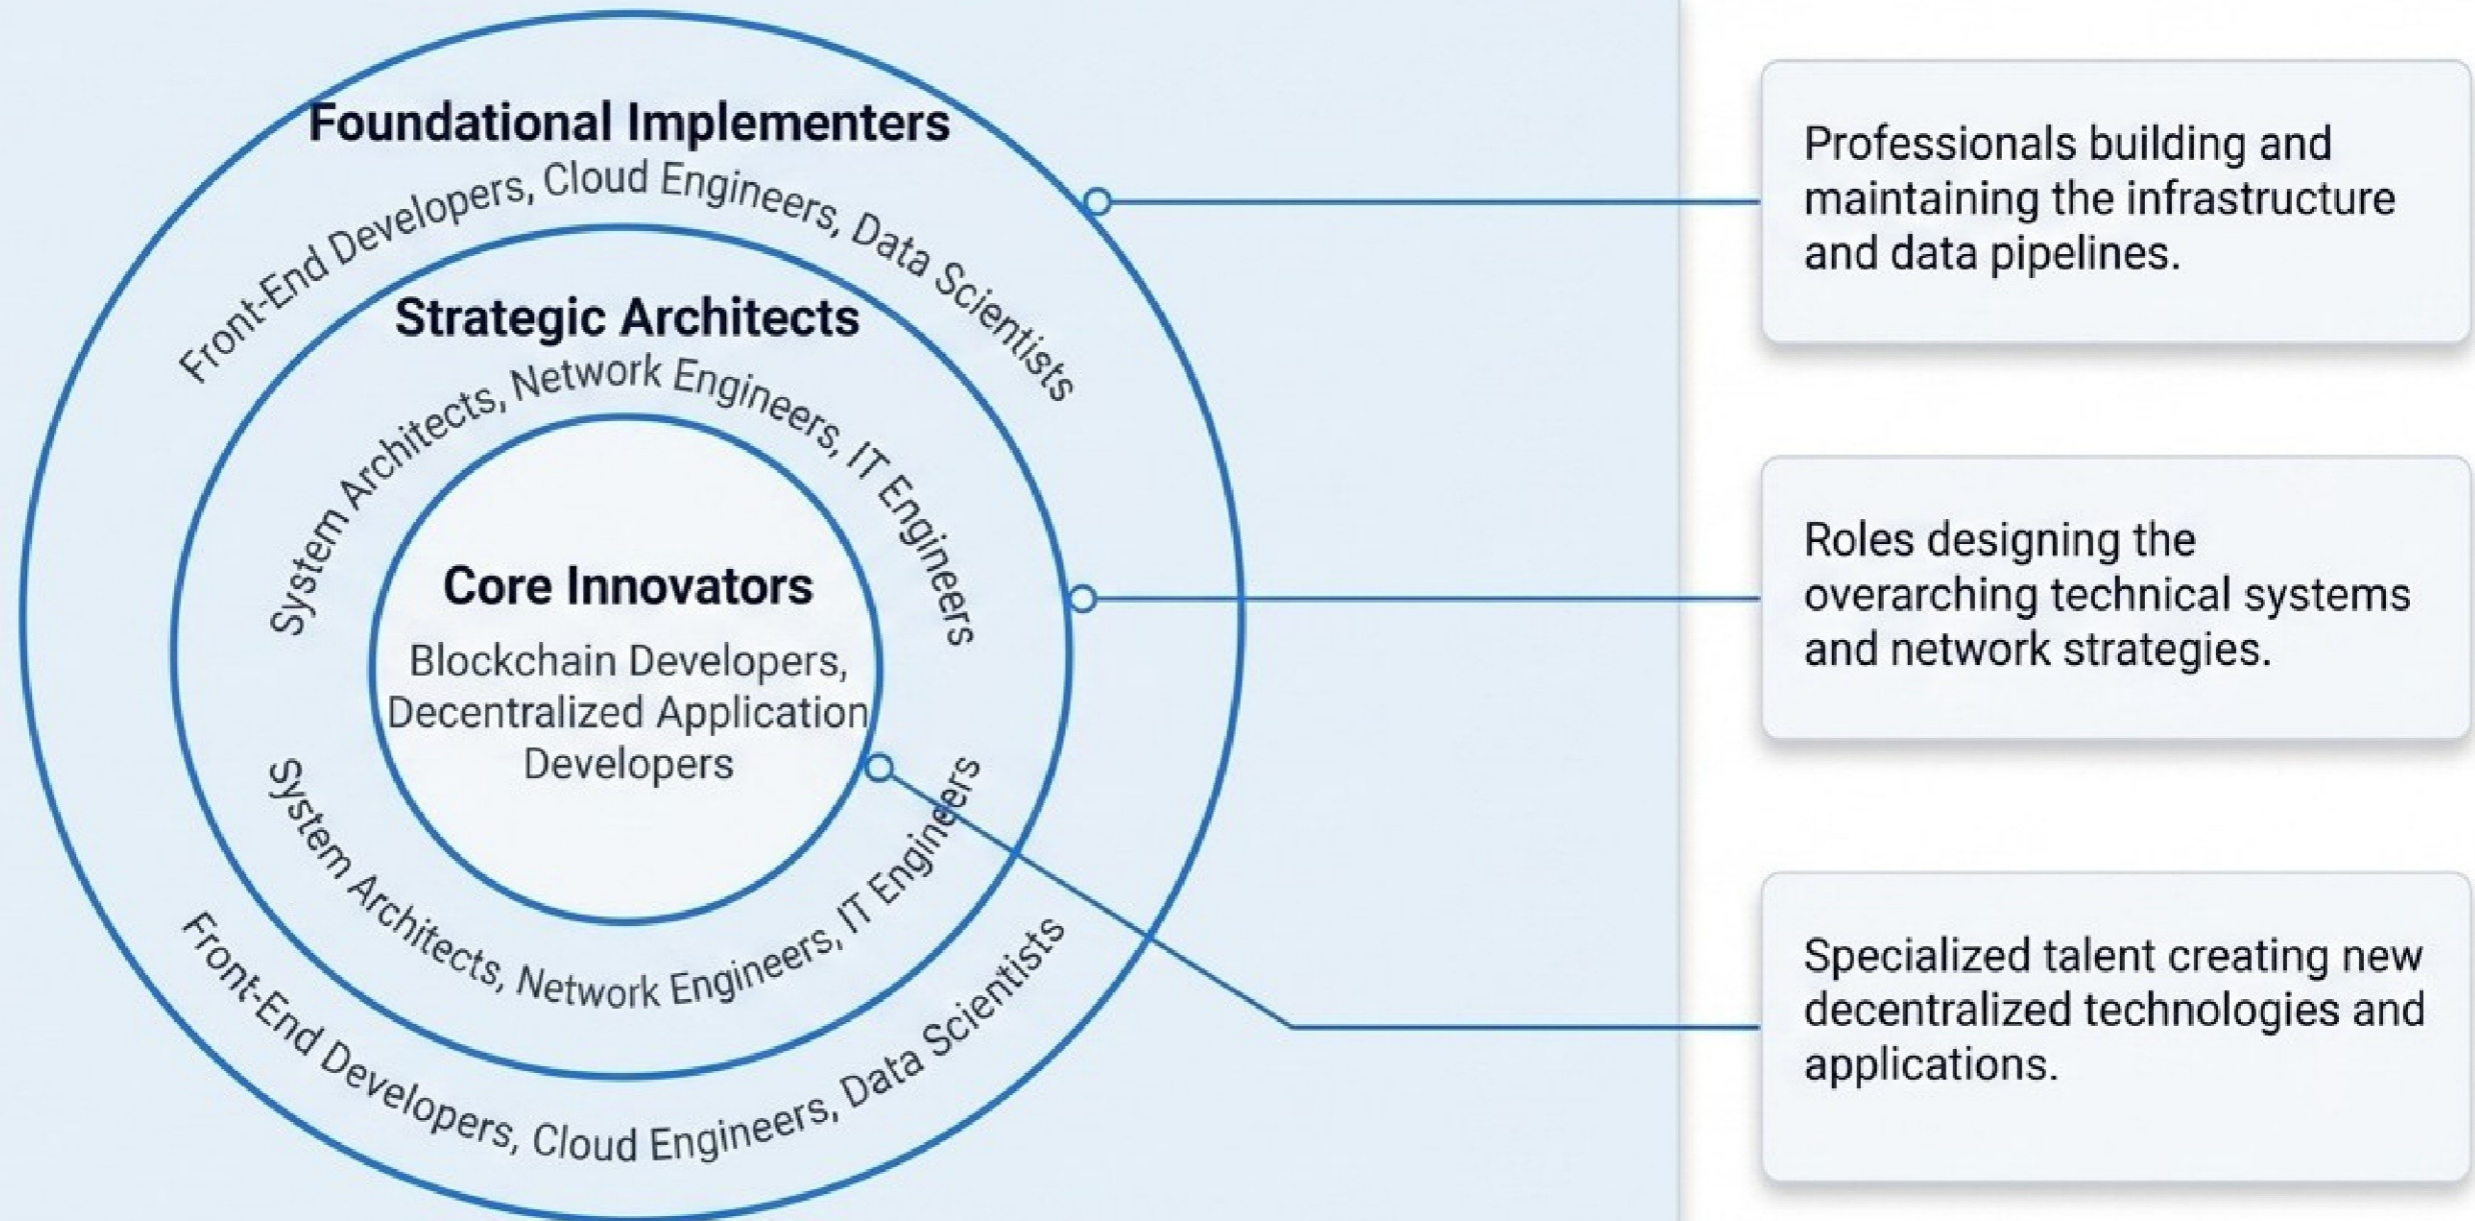 Foundational Implementers
Front-End Developers, Cloud Engineers, Data Scientists
Strategic Architects
System Architects, Network Engineers, IT Engineers
Core Innovators
Blockchain Developers,
Decentralized Application
Developers
System Architects, Network Engineers, IT Engineers
Front-End Developers, Cloud Engineers, Data Scientists
Professionals building and
maintaining the infrastructure
and data pipelines.
Roles designing the
overarching technical systems
and network strategies.
Specialized talent creating new
decentralized technologies and
applications.